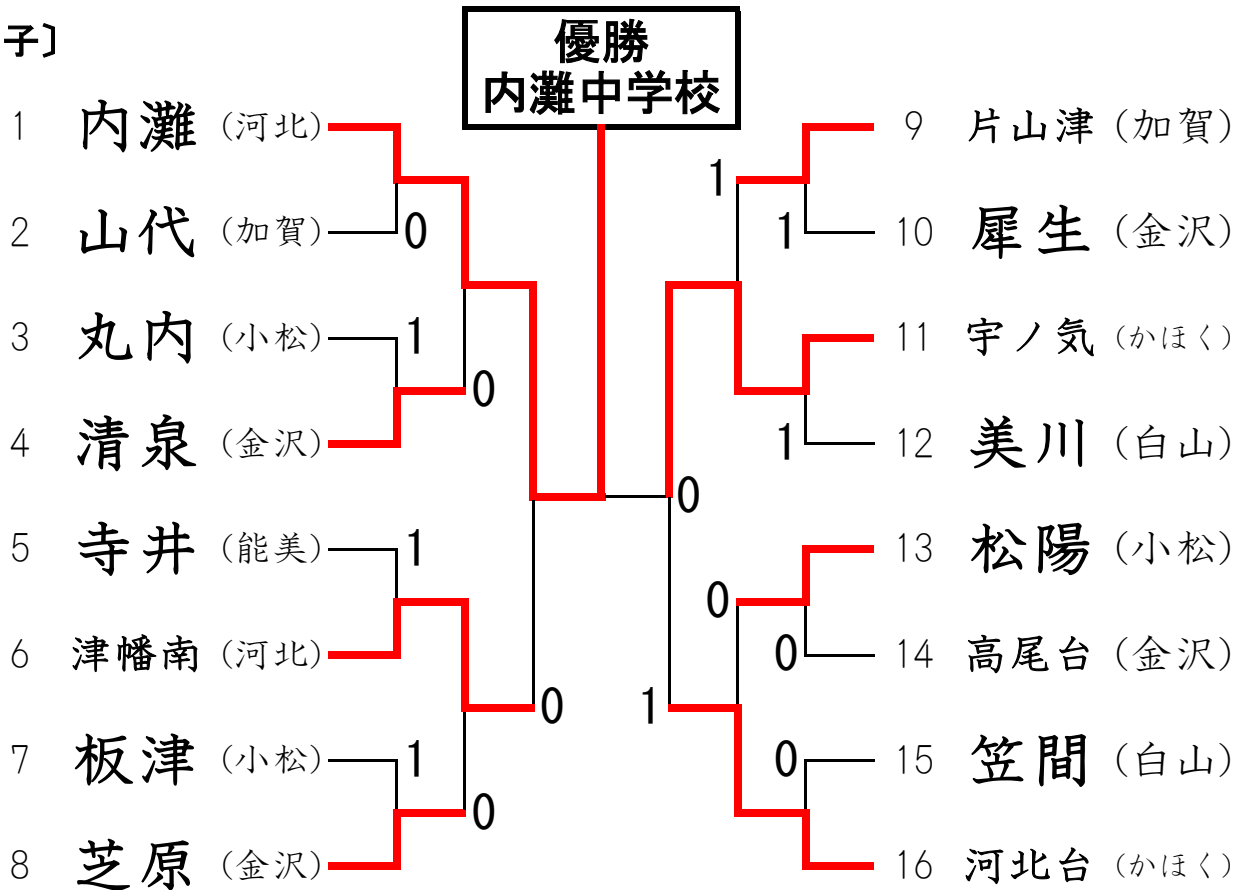 子〕
優勝
内灘中学校
1 内灘 (河北)
2 山代 (加賀) 0
3 丸内 (小松) 1
0
4 清泉 (金沢)
5 寺井 (能美) 1
6 津幡南 (河北)
0
7 板津 (小松) 1
0
8 芝原 (金沢)
9 片山津 (加賀)
1
1 10 犀生 (金沢)
11 宇ノ気 (かほく)
1 12 美川 (白山)
0
13 松陽 (小松)
0
0 14 高尾台 (金沢)
1
0 15 笠間 (白山)
16 河北台 (かほく)